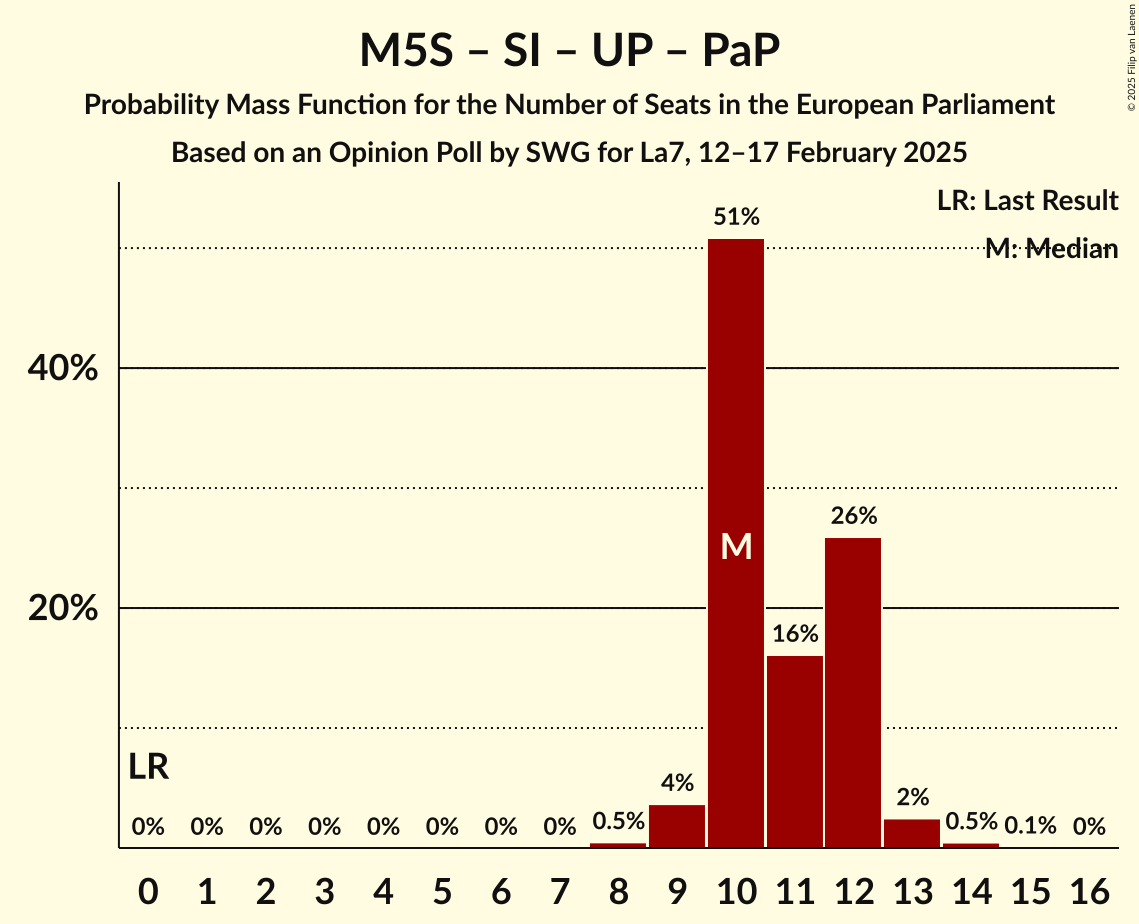 M5S – SI – UP – PaP
Probability Mass Function for the Number of Seats in the European Parliament
Based on an Opinion Poll by SWG for La7, 12–17 February 2025
© 2025 Filip van Laenen
LR: Last Result
M: Median
51%
40%
26%
M
20%
16%
LR
4%
2%
0% 0% 0% 0% 0% 0% 0% 0% 0.5% 0.5% 0.1% 0%
0 1 2 3 4 5 6 7 8 9 10 11 12 13 14 15 16